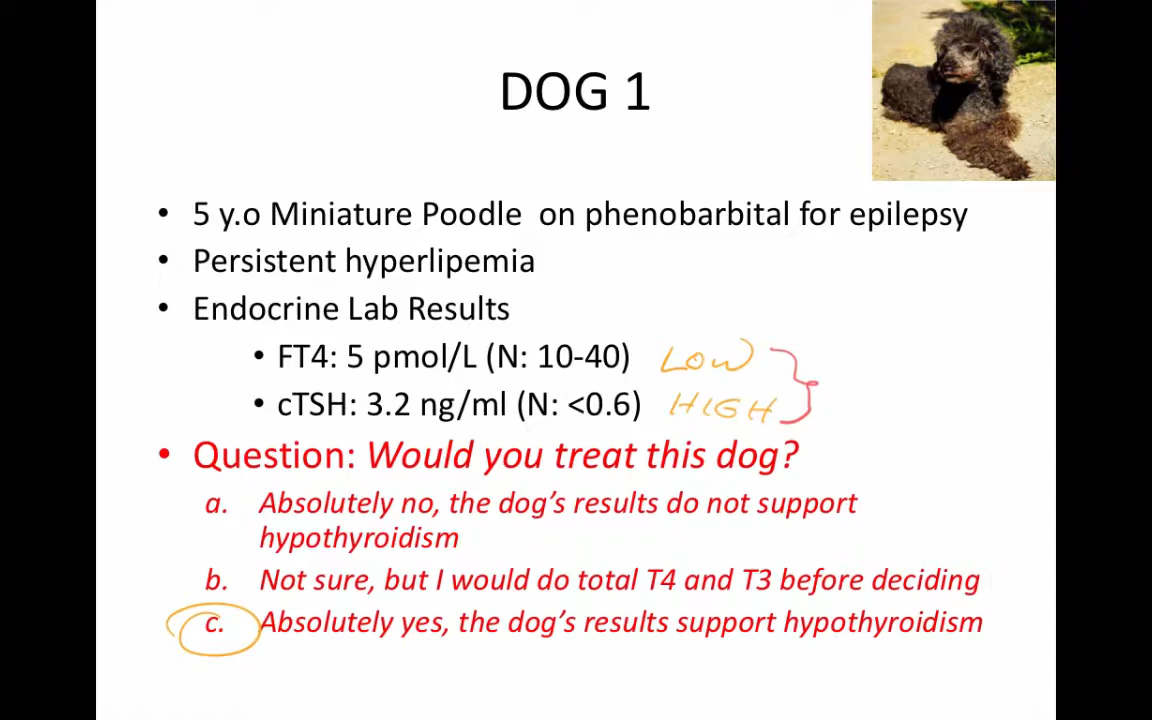 DOG 1
• 5 y.o Miniature Poodle on phenobarbital for epilepsy
• Persistent hyperlipemia
• Endocrine Lab Results
• FT4: 5 pmol/L (N: 10-40) LOW
• cTSH: 3.2 ng/ml (N: <0.6) HIGH
• Question: Would you treat this dog?
a. Absolutely no, the dog's results do not support
hypothyroidism
b. Not sure, but I would do total T4 and T3 before deciding
c. Absolutely yes, the dog's results support hypothyroidism